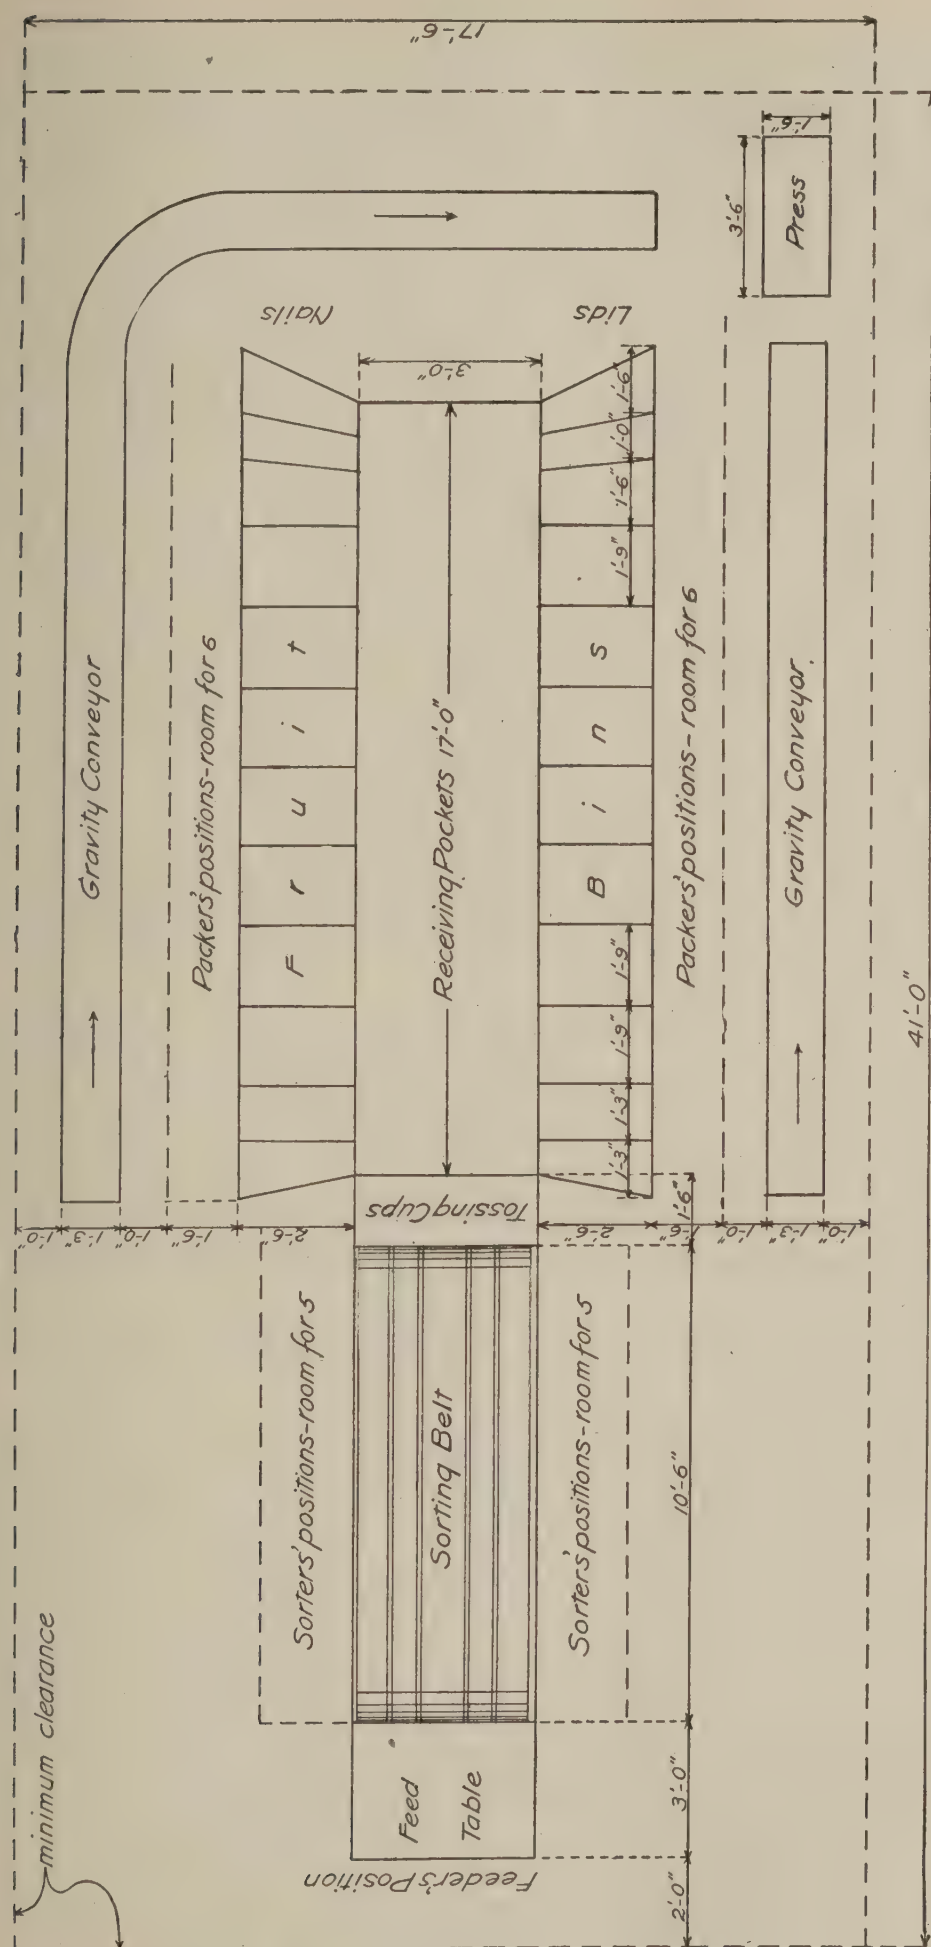 17'-6"
41'-0"
minimum clearance
Gravity Conveyor
Packers' positions-room for 6
Nails
Lids
Press
3'-6"
1'-6"
F r u i t
3'-0"
Receiving Pockets 17'-0"
B i n s
1'-3"
1'-3"
1'-9"
1'-9"
1'-9"
1'-6"
1'-0"
1'-6"
Packers' positions-room for 6
Gravity Conveyor
Tossing Cups
1'-0"
1'-3"
1'-0"
1'-6"
2'-6"
2'-6"
1'-6"
1'-0"
1'-3"
1'-0"
Sorters' positions-room for 5
Sorting Belt
Sorters' positions-room for 5
Feed
Table
Feeder's Position
2'-0"
3'-0"
10'-6"
1'-6"